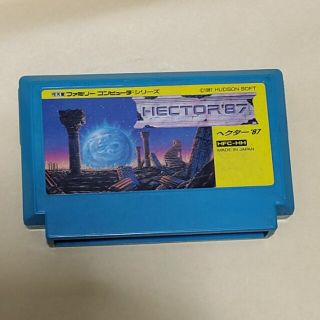 ファミリー コンピュータシリーズ
©1987 HUDSON SOFT
HECTOR'87
ヘクター'87
HFC-HH
MADE IN JAPAN